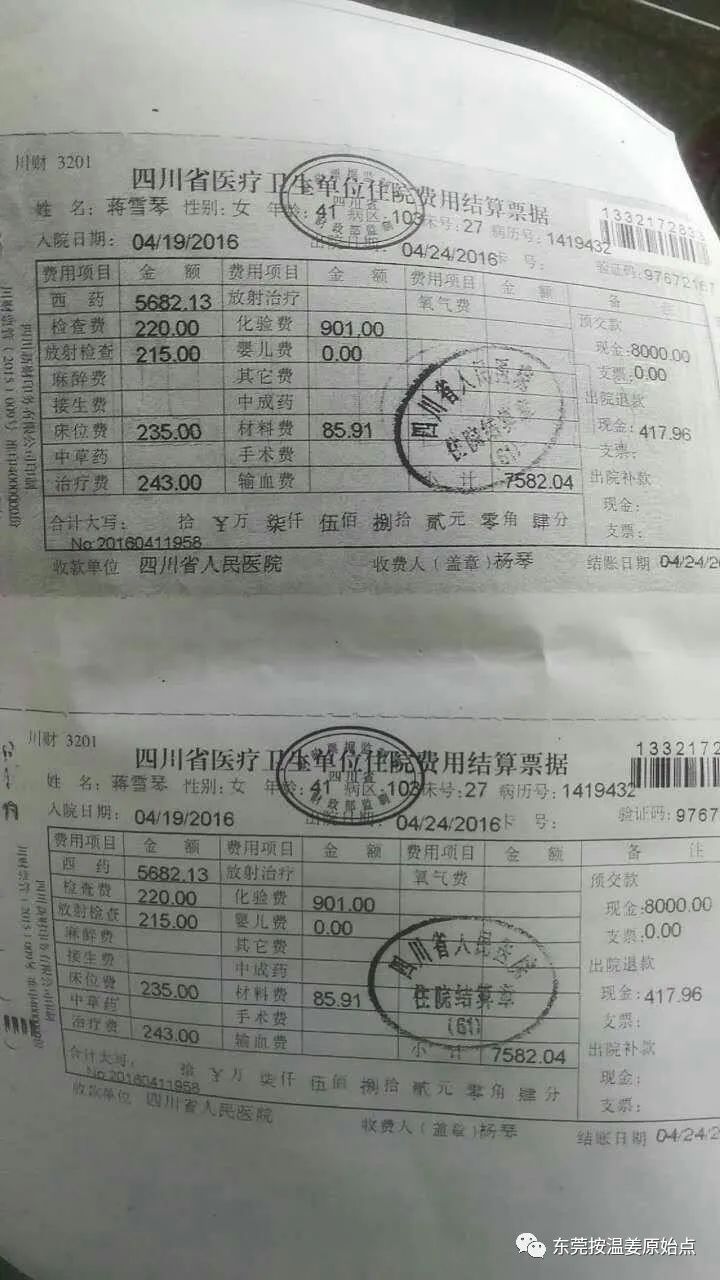 川财 3201
四川省医疗卫生单位住院费用结算票据
姓 名: 蒋雪琴 性别: 女 年龄: 41 病区: 103 床号: 27 病历号: 1419432
入院日期: 04/19/2016 出院日期: 04/24/2016 卡 号: 验证码:
费用项目 金 额 费用项目 金 额 费用项目 金 额 备 注
西 药 5682.13 放射治疗 氧气费 预交款
检查费 220.00 化验费 901.00 现金:8000.00
放射检查 215.00 婴儿费 0.00 支票:0.00
麻醉费 其它费 出院退款
接生费 中成药 现金:417.96
床位费 235.00 材料费 85.91 支票:
中草药 手术费 出院补款
治疗费 243.00 输血费 小 计 7582.04 现金:
支票:
四川省人民医院
住院结算章
(61)
合计大写: 拾 ¥万 柒仟 伍佰 捌拾 贰元 零角 肆分
No:20160411958
收款单位 四川省人民医院 收费人(盖章)杨琴 结账日期 04/24/2
川财 3201
四川省医疗卫生单位住院费用结算票据
1332172
姓 名: 蒋雪琴 性别: 女 年龄: 41 病区: 103 床号: 27 病历号: 1419432
入院日期: 04/19/2016 出院日期: 04/24/2016 卡 号: 验证码: 9767
费用项目 金 额 费用项目 金 额 费用项目 金 额 备 注
西 药 5682.13 放射治疗 氧气费 预交款
检查费 220.00 化验费 901.00 现金:8000.00
放射检查 215.00 婴儿费 0.00 支票:0.00
麻醉费 其它费 出院退款
接生费 中成药 现金:417.96
床位费 235.00 材料费 85.91 支票:
中草药 手术费 出院补款
治疗费 243.00 输血费 小 计 7582.04 现金:
支票:
四川省人民医院
住院结算章
(61)
合计大写: 拾 ¥万 柒仟 伍佰 捌拾 贰元 零角 肆分
No:20160411958
收款单位 四川省人民医院 收费人(盖章)杨琴 结账日期 04/24/2
东莞按温姜原始点